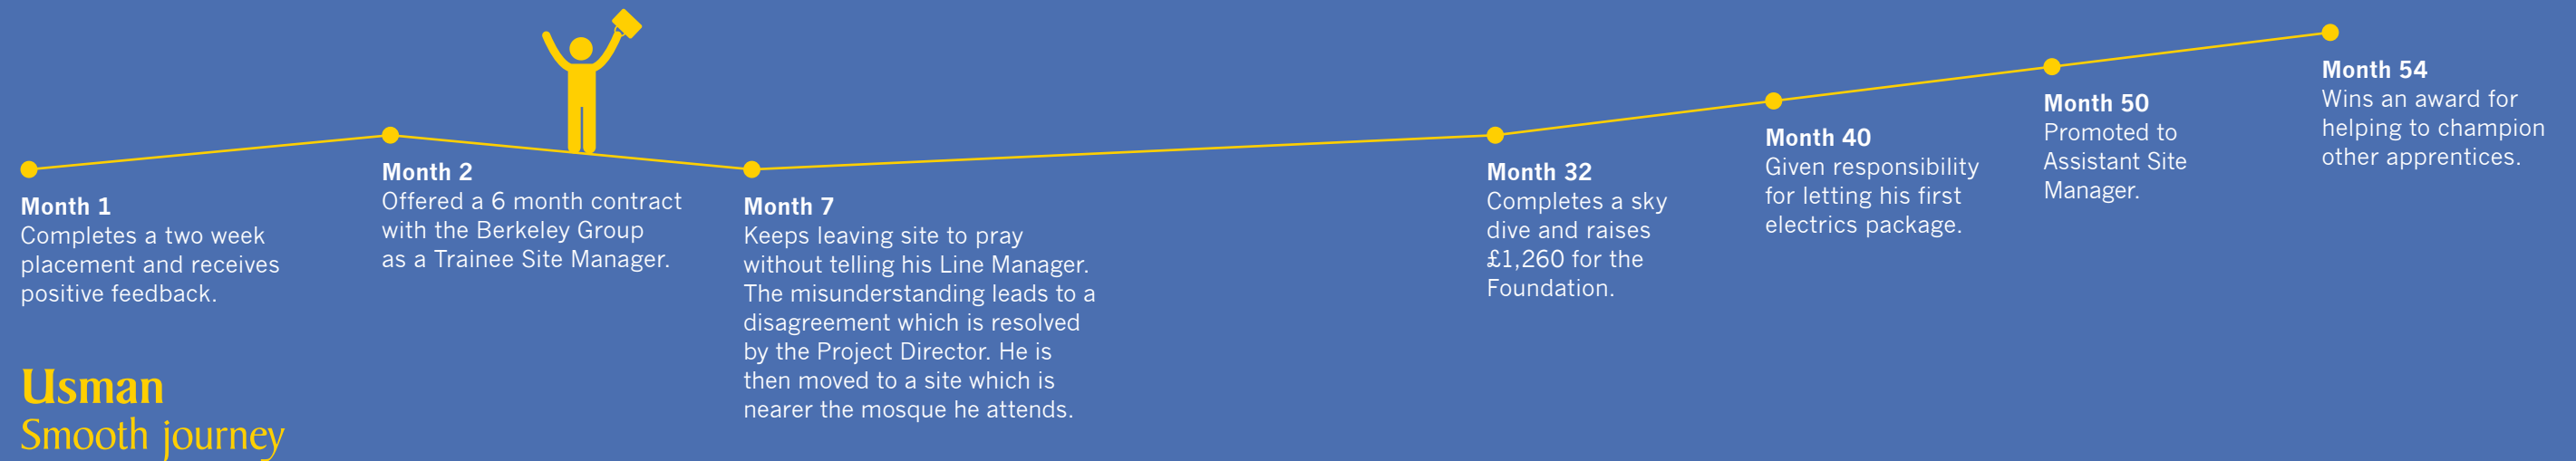 Month 1
Completes a two week
placement and receives
positive feedback.
Month 2
Offered a 6 month contract
with the Berkeley Group
as a Trainee Site Manager.
Month 7
Keeps leaving site to pray
without telling his Line Manager.
The misunderstanding leads to a
disagreement which is resolved
by the Project Director. He is
then moved to a site which is
nearer the mosque he attends.
Month 32
Completes a sky
dive and raises
£1,260 for the
Foundation.
Month 40
Given responsibility
for letting his first
electrics package.
Month 50
Promoted to
Assistant Site
Manager.
Month 54
Wins an award for
helping to champion
other apprentices.
Usman
Smooth journey